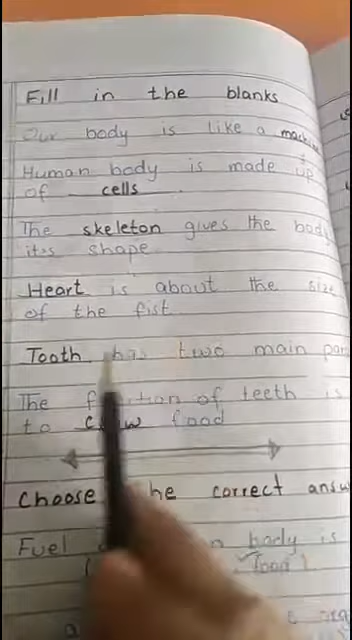 Fill in the blanks
Our body is like a machine
Human body is made up
of cells
The skeleton gives the body
its shape
Heart is about the size
of the fist
Tooth has two main par
The function of teeth is
to chew food
Choose the correct answ
Fuel body is
food